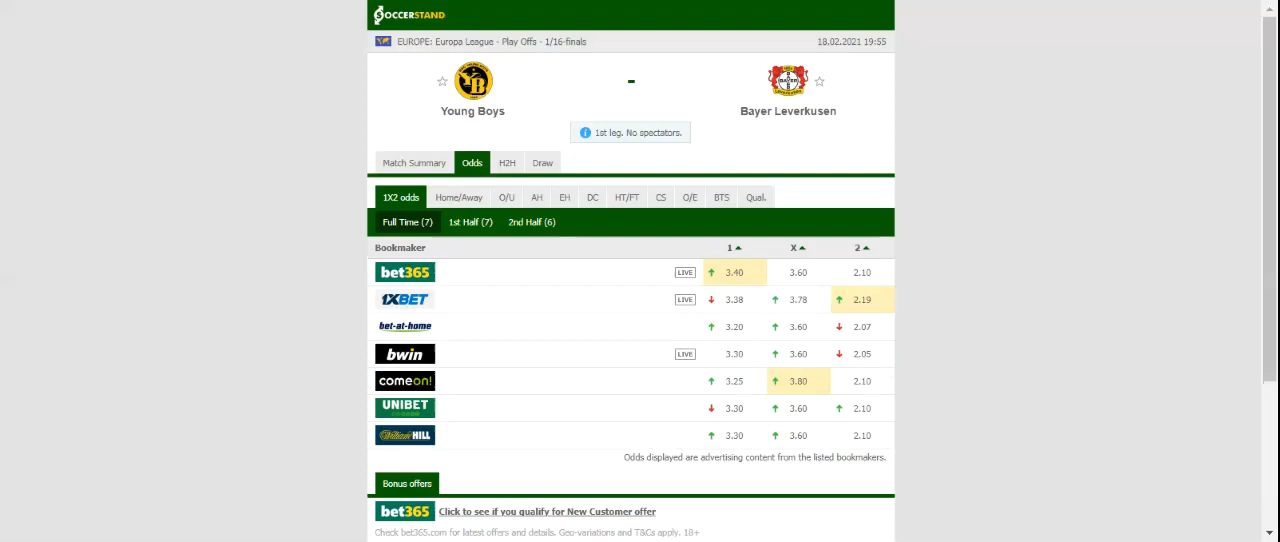 SOCCERSTAND
EUROPE: Europa League - Play Offs - 1/16-finals 18.02.2021 19:55
-
Young Boys Bayer Leverkusen
1st leg. No spectators.
Match Summary Odds H2H Draw
1X2 odds Home/Away O/U AH EH DC HT/FT CS O/E BTS Qual.
Full Time (7) 1st Half (7) 2nd Half (6)
Bookmaker 1 X 2
bet365 LIVE 3.40 3.60 2.10
1XBET LIVE 3.38 3.78 2.19
bet-at-home 3.20 3.60 2.07
bwin LIVE 3.30 3.60 2.05
comeon! 3.25 3.80 2.10
UNIBET 3.30 3.60 2.10
William HILL 3.30 3.60 2.10
Odds displayed are advertising content from the listed bookmakers.
Bonus offers
bet365 Click to see if you qualify for New Customer offer
Check bet365.com for latest offers and details. Geo-variations and T&Cs apply. 18+